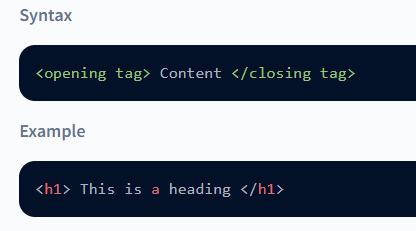 Syntax
<opening tag> Content </closing tag>
Example
<h1> This is a heading </h1>